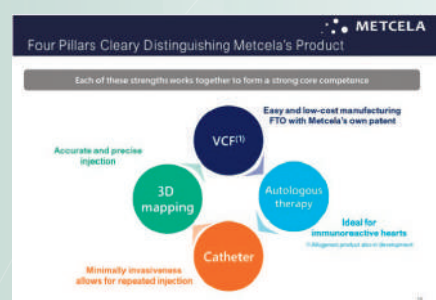 METCELA
Four Pillars Cleary Distinguishing Metcela's Product
Each of these strengths works together to form a strong core competence
VCF(1)
Easy and low-cost manufacturing
FTO with Metcela's own patent
Accurate and precise
injection
3D
mapping
Autologous
therapy
Ideal for
immunoreactive hearts
Catheter
Minimally invasiveness
allows for repeated injection